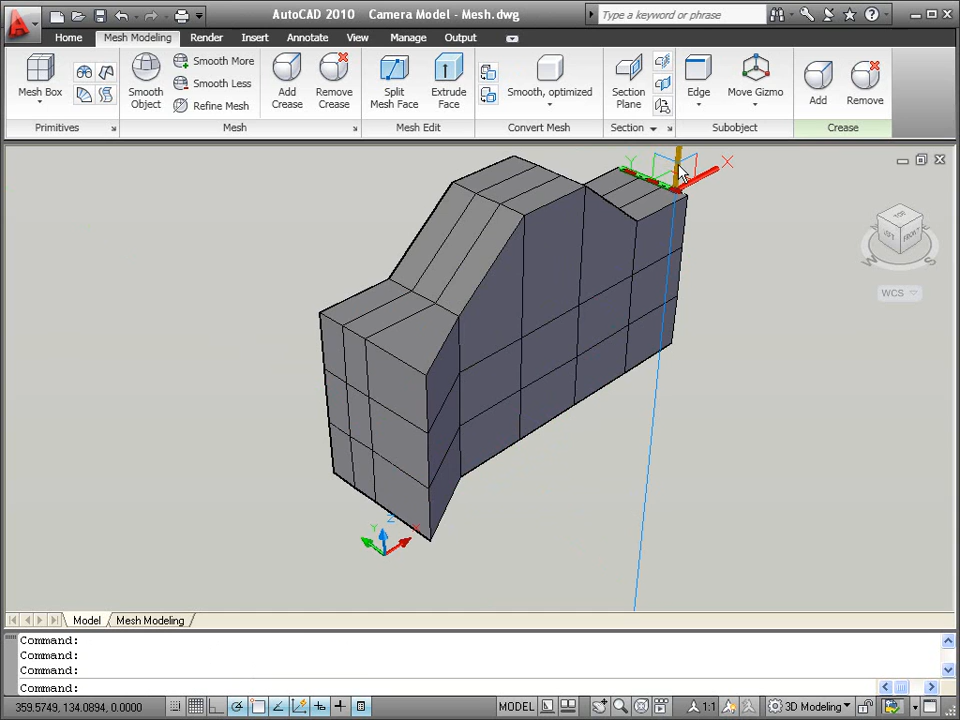 AutoCAD 2010 Camera Model - Mesh.dwg
Type a keyword or phrase
Home Mesh Modeling Render Insert Annotate View Manage Output
Mesh Box
Smooth Object
Smooth More
Smooth Less
Refine Mesh
Add Crease
Remove Crease
Split Mesh Face
Extrude Face
Smooth, optimized
Section Plane
Edge
Move Gizmo
Add
Remove
Primitives Mesh Mesh Edit Convert Mesh Section Subobject Crease
Y X
TOP
LEFT FRONT
W S
WCS
Z
Y X
Model Mesh Modeling
Command:
Command:
Command:
Command:
359.5749, 134.0894, 0.0000 MODEL 1:1 3D Modeling